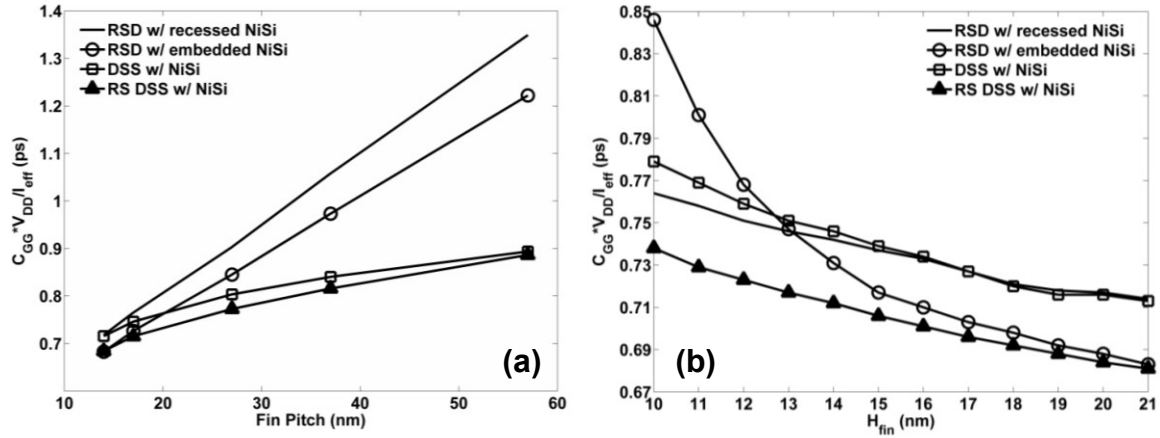 1.4
1.3
1.2
1.1
1
0.9
0.8
0.7
C_GG*V_DD/I_eff (ps)
RSD w/ recessed NiSi
RSD w/ embedded NiSi
DSS w/ NiSi
RS DSS w/ NiSi
(a)
10 20 30 40 50 60
Fin Pitch (nm)
0.85
0.83
0.81
0.79
0.77
0.75
0.73
0.71
0.69
0.67
C_GG*V_DD/I_eff (ps)
RSD w/ recessed NiSi
RSD w/ embedded NiSi
DSS w/ NiSi
RS DSS w/ NiSi
(b)
10 11 12 13 14 15 16 17 18 19 20 21
H_fin (nm)